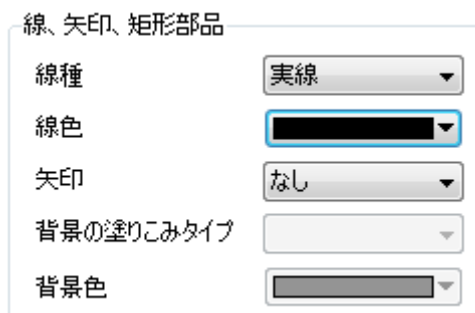 線、矢印、矩形部品
線種 実線
線色
矢印 なし
背景の塗りこみタイプ
背景色